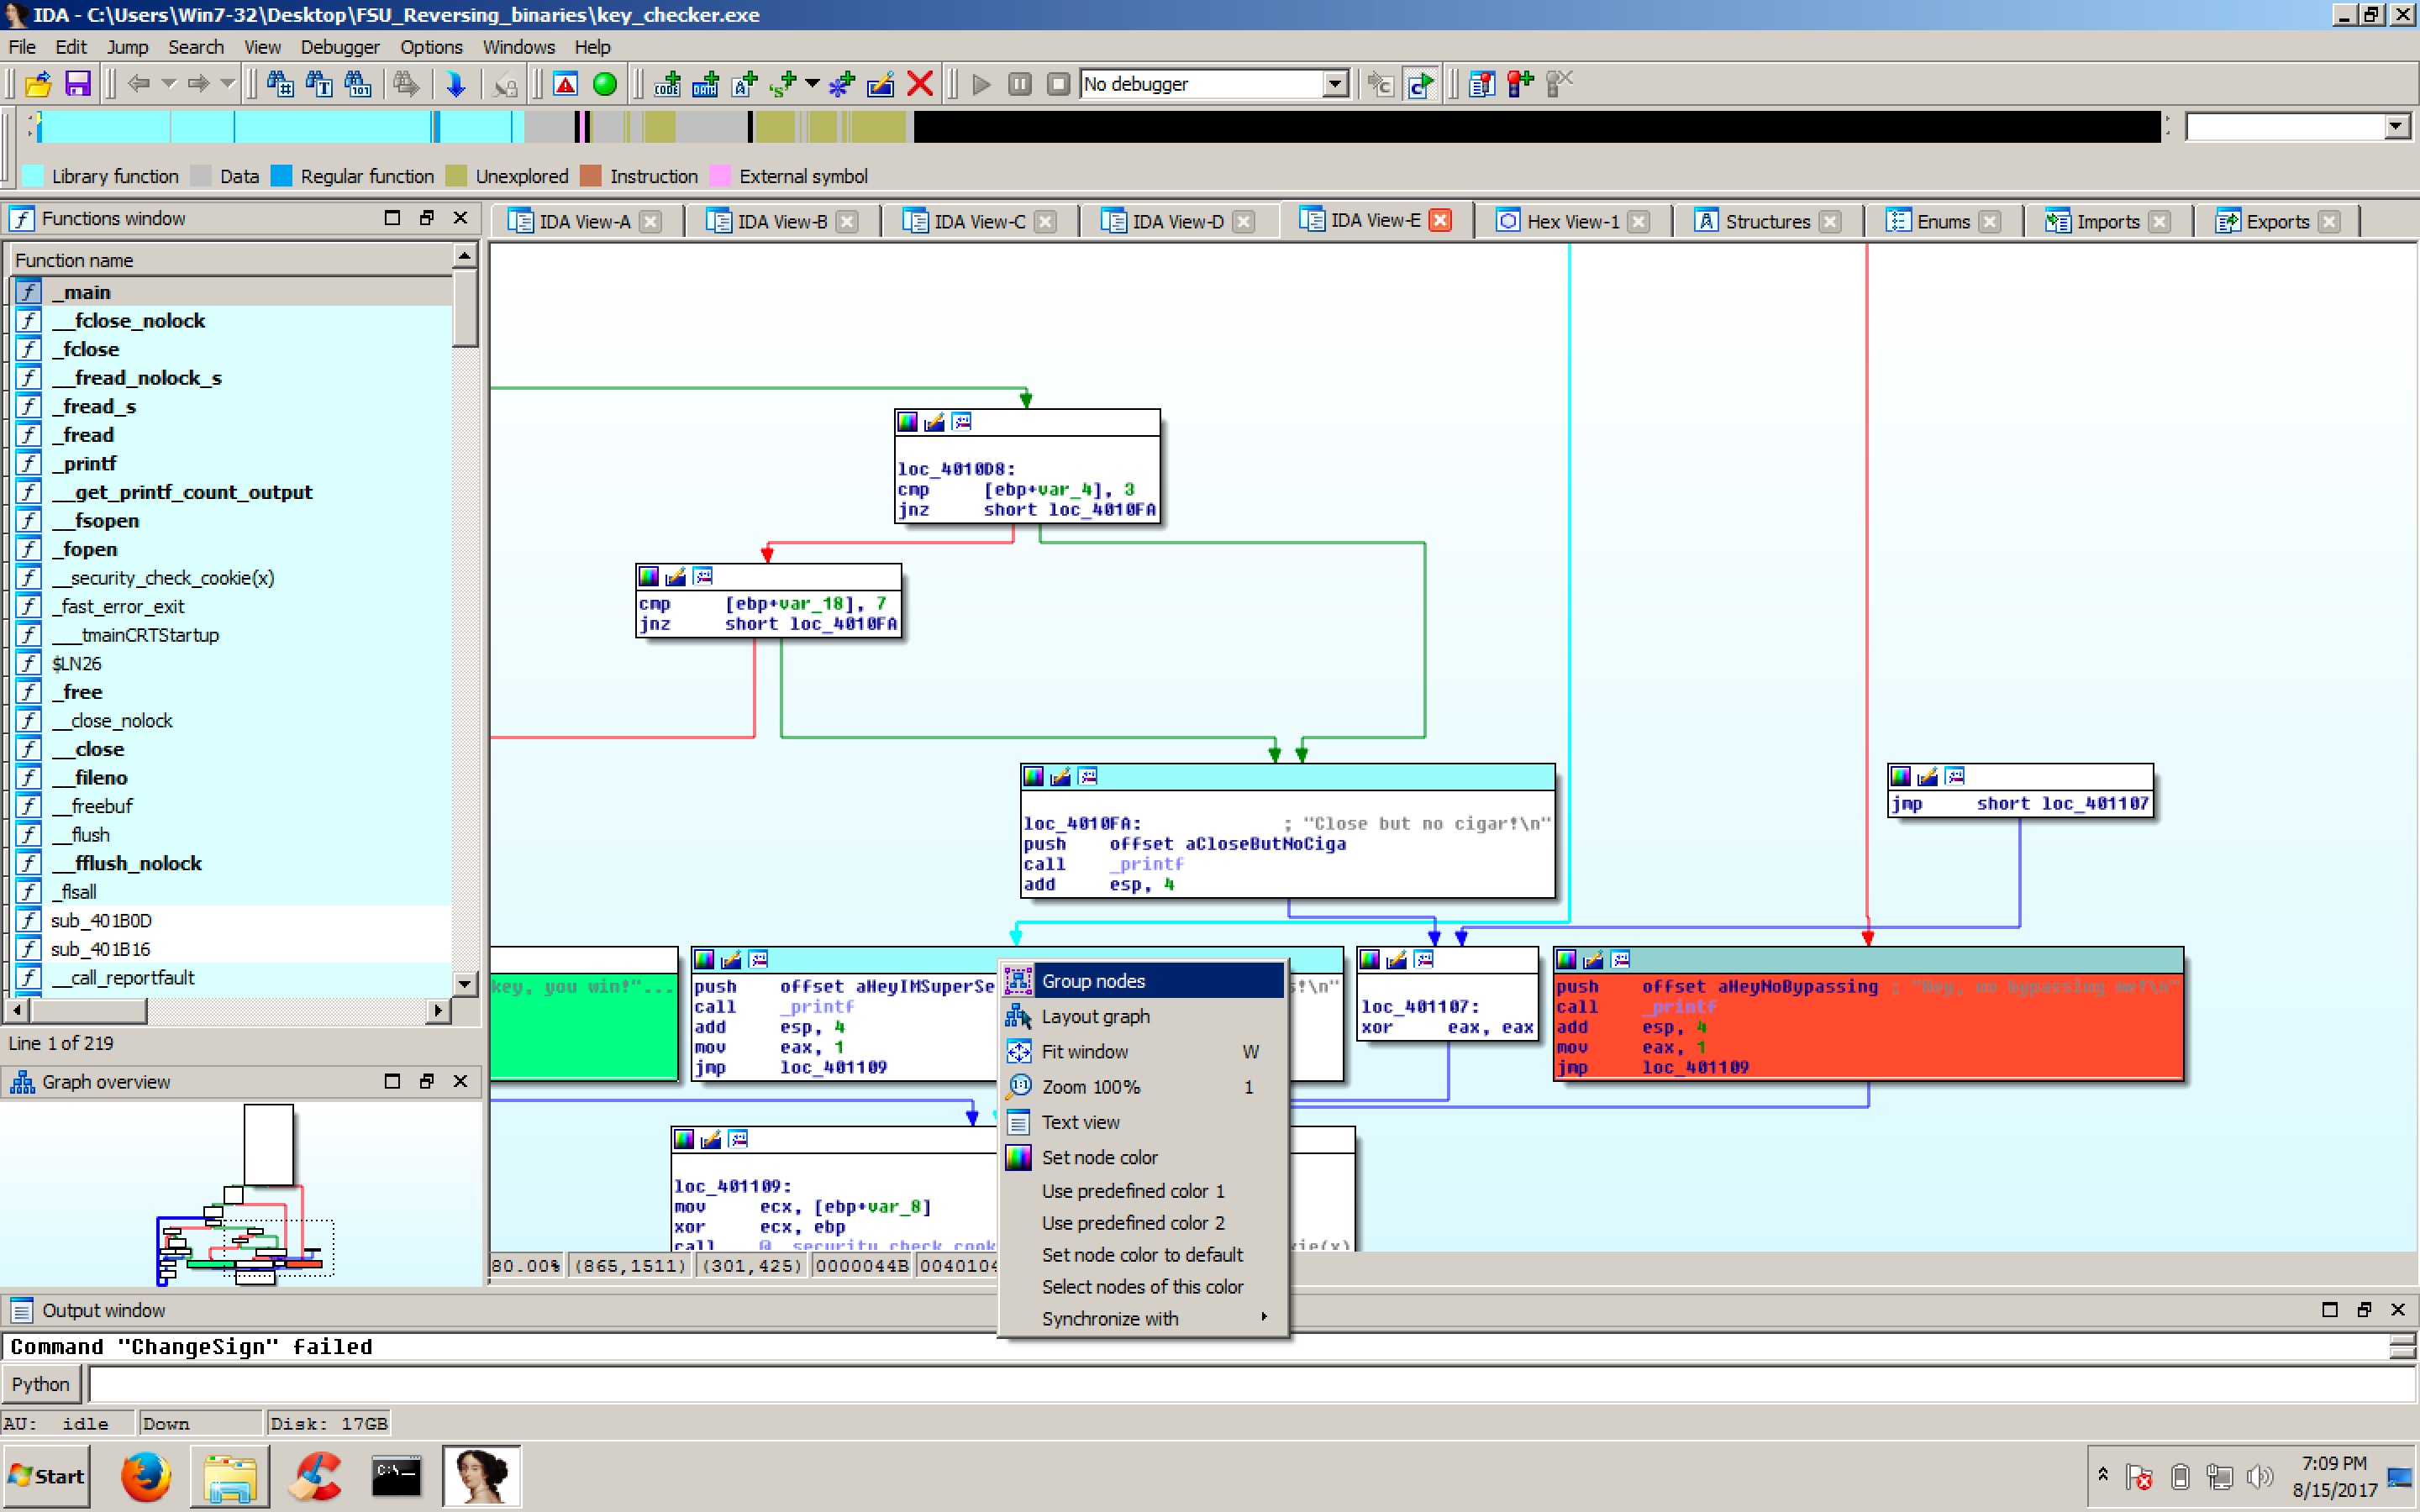 IDA - C:\Users\Win7-32\Desktop\FSU_Reversing_binaries\key_checker.exe
File Edit Jump Search View Debugger Options Windows Help
No debugger
Library function Data Regular function Unexplored Instruction External symbol
Functions window
IDA View-A IDA View-B IDA View-C IDA View-D IDA View-E Hex View-1 Structures Enums Imports Exports
Function name
_main
__fclose_nolock
_fclose
__fread_nolock_s
_fread_s
_fread
_printf
__get_printf_count_output
__fsopen
_fopen
__security_check_cookie(x)
_fast_error_exit
___tmainCRTStartup
$LN26
_free
__close_nolock
__close
__fileno
__freebuf
__flush
__fflush_nolock
_flsall
sub_401B0D
sub_401B16
__call_reportfault
Line 1 of 219
Graph overview
loc_4010D8:
cmp [ebp+var_4], 3
jnz short loc_4010FA
cmp [ebp+var_18], 7
jnz short loc_4010FA
loc_4010FA: ; "Close but no cigar!\n"
push offset aCloseButNoCiga
call _printf
add esp, 4
jmp short loc_401107
key, you win!"...
push offset aHeyIMSuperSe
s!\n"
call _printf
add esp, 4
mov eax, 1
jmp loc_401109
loc_401107:
xor eax, eax
push offset aHeyNoBypassing ; "Hey, no bypassing me!\n"
call _printf
add esp, 4
mov eax, 1
jmp loc_401109
loc_401109:
mov ecx, [ebp+var_8]
xor ecx, ebp
call @__security_check_cook
kie(x)
Group nodes
Layout graph
Fit window W
Zoom 100% 1
Text view
Set node color
Use predefined color 1
Use predefined color 2
Set node color to default
Select nodes of this color
Synchronize with
80.00% (865,1511) (301,425) 0000044B 0040104
Output window
Command "ChangeSign" failed
Python
AU: idle Down Disk: 17GB
Start
C:\_
7:09 PM
8/15/2017